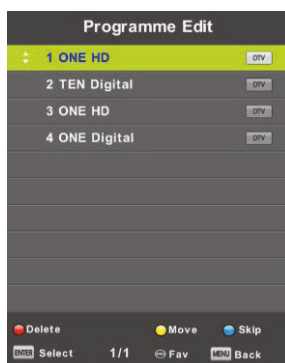 Programme Edit
1 ONE HD DTV
2 TEN Digital DTV
3 ONE HD DTV
4 ONE Digital DTV
Delete Move Skip
ENTER Select 1/1 Fav MENU Back